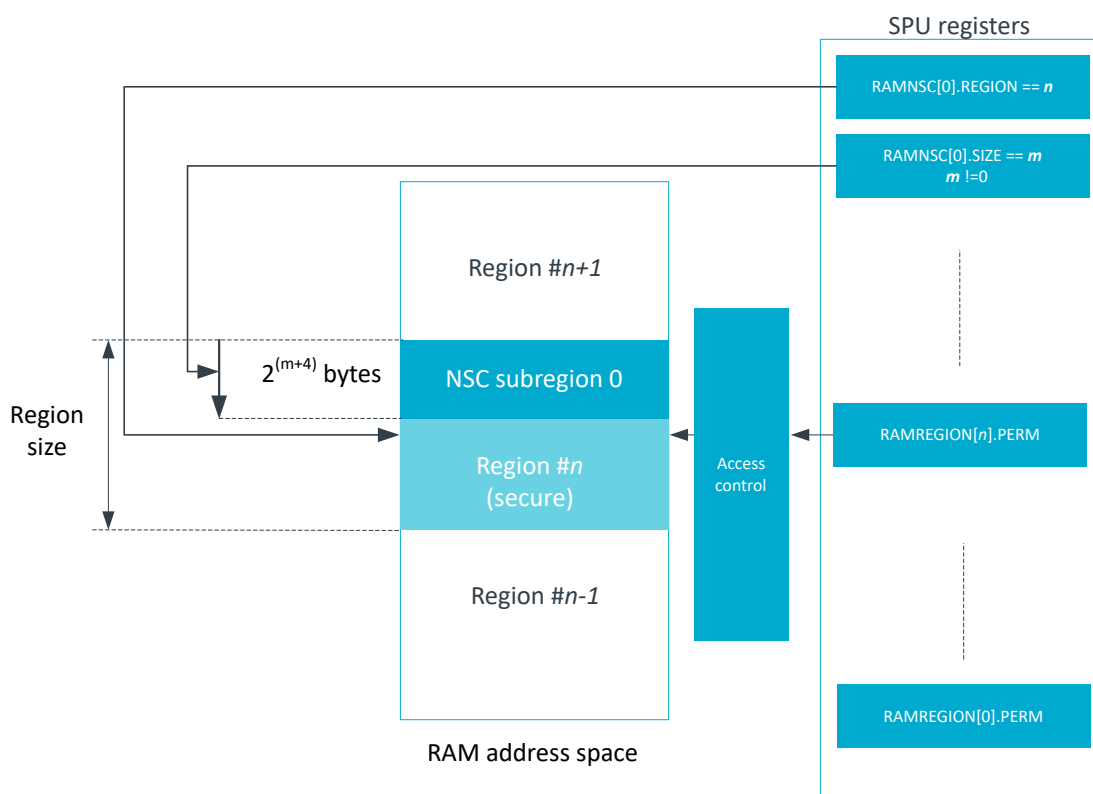 SPU registers
RAMNSC[0].REGION == n
RAMNSC[0].SIZE == m
m !=0
Region #n+1
2^(m+4) bytes
NSC subregion 0
Region
size
RAMREGION[n].PERM
Region #n
(secure)
Access
control
Region #n-1
RAMREGION[0].PERM
RAM address space